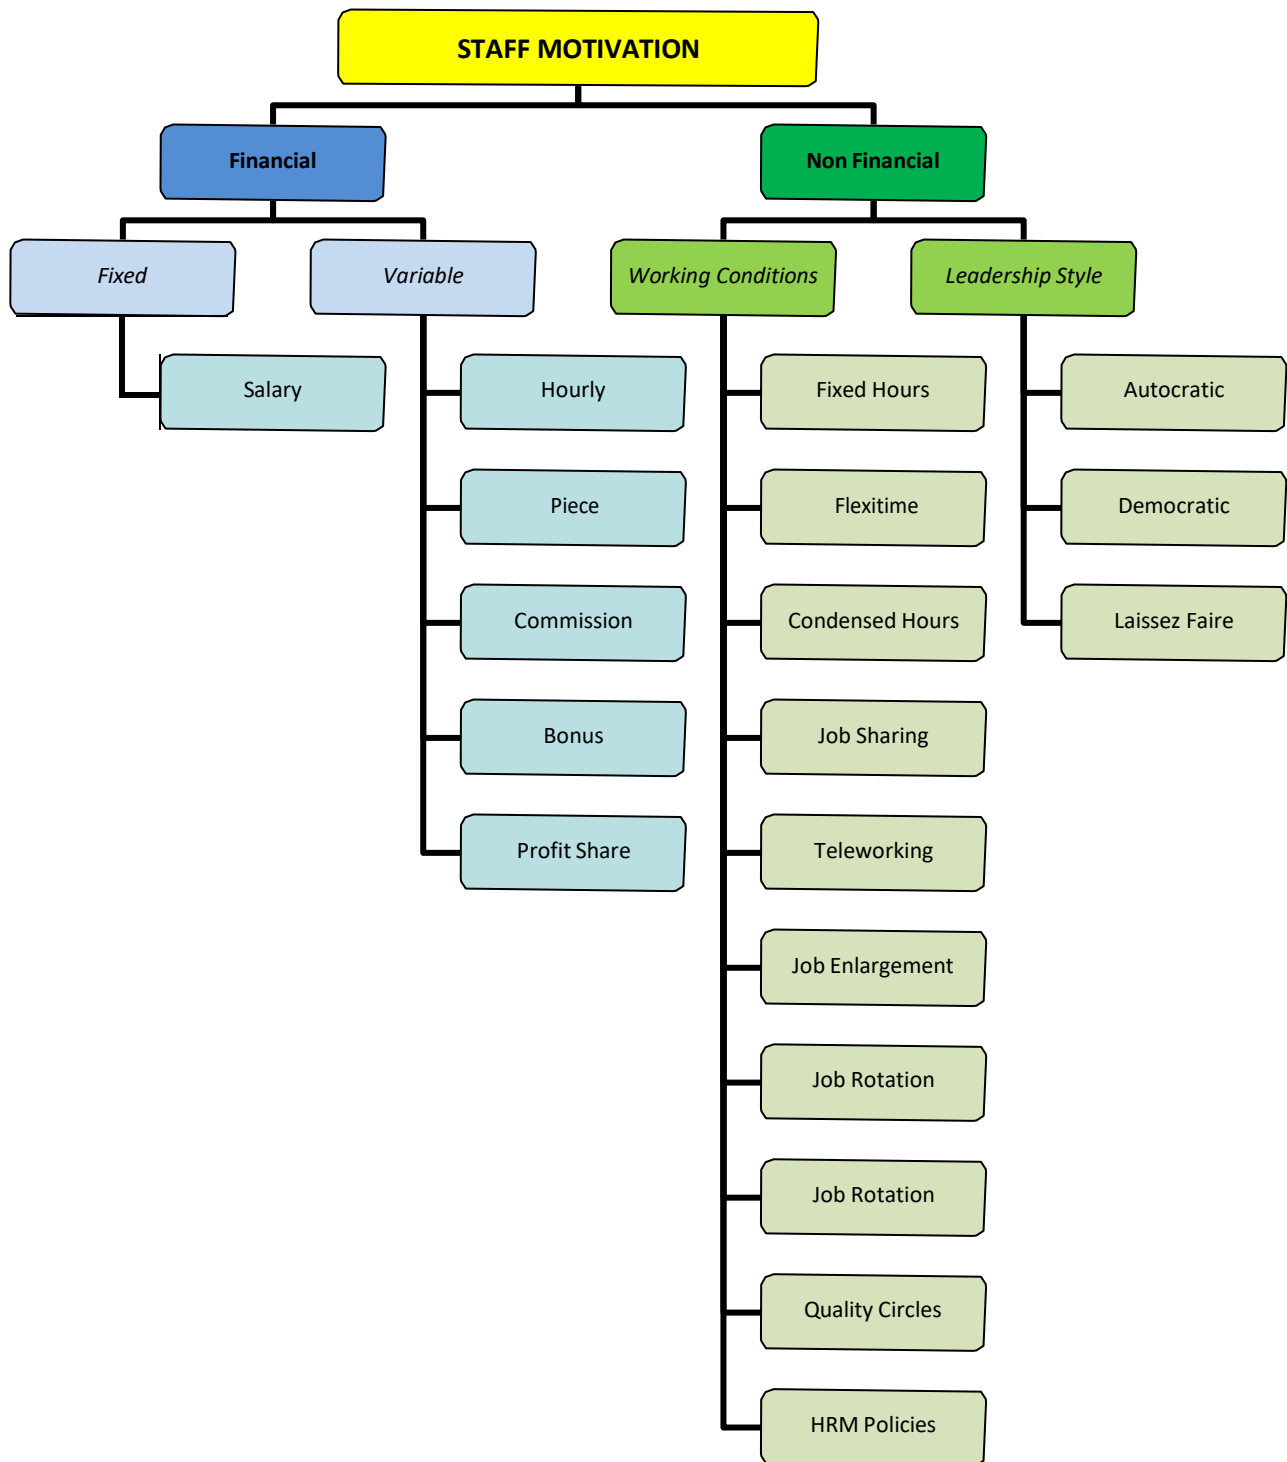 STAFF MOTIVATION
Financial
Non Financial
Fixed
Variable
Working Conditions
Leadership Style
Salary
Hourly
Fixed Hours
Autocratic
Piece
Flexitime
Democratic
Commission
Condensed Hours
Laissez Faire
Bonus
Job Sharing
Profit Share
Teleworking
Job Enlargement
Job Rotation
Job Rotation
Quality Circles
HRM Policies